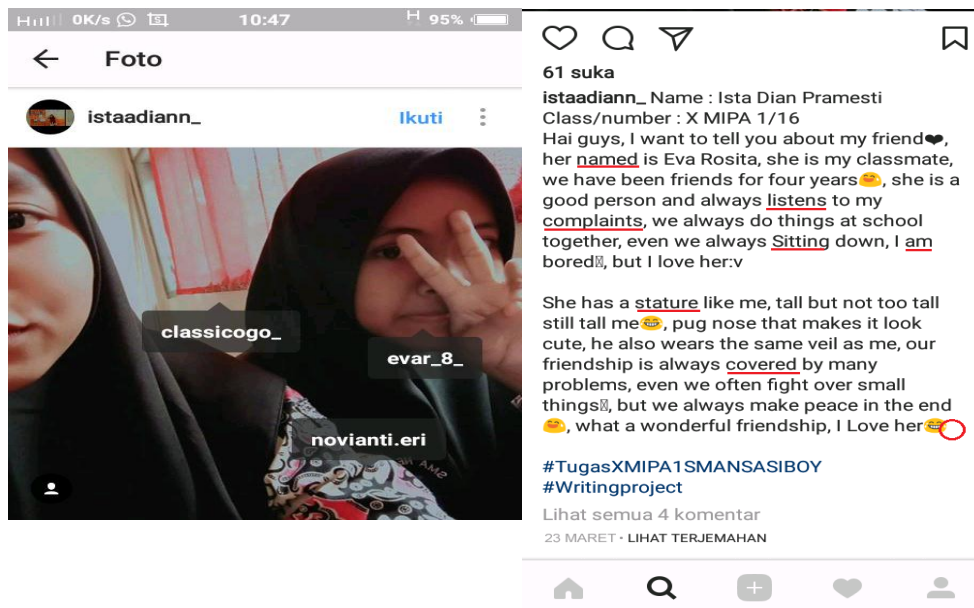 0K/s 10:47 H 95%
Foto
istaadiann_ Ikuti
classicogo_
evar_8_
novianti.eri
SMA NE
61 suka
istaadiann_ Name : Ista Dian Pramesti
Class/number : X MIPA 1/16
Hai guys, I want to tell you about my friend❤,
her named is Eva Rosita, she is my classmate,
we have been friends for four years😊, she is a
good person and always listens to my
complaints, we always do things at school
together, even we always Sitting down, I am
bored, but I love her:v
She has a stature like me, tall but not too tall
still tall me😂, pug nose that makes it look
cute, he also wears the same veil as me, our
friendship is always covered by many
problems, even we often fight over small
things, but we always make peace in the end
😊, what a wonderful friendship, I Love her😂
#TugasXMIPA1SMANSASIBOY
#Writingproject
Lihat semua 4 komentar
23 MARET · LIHAT TERJEMAHAN